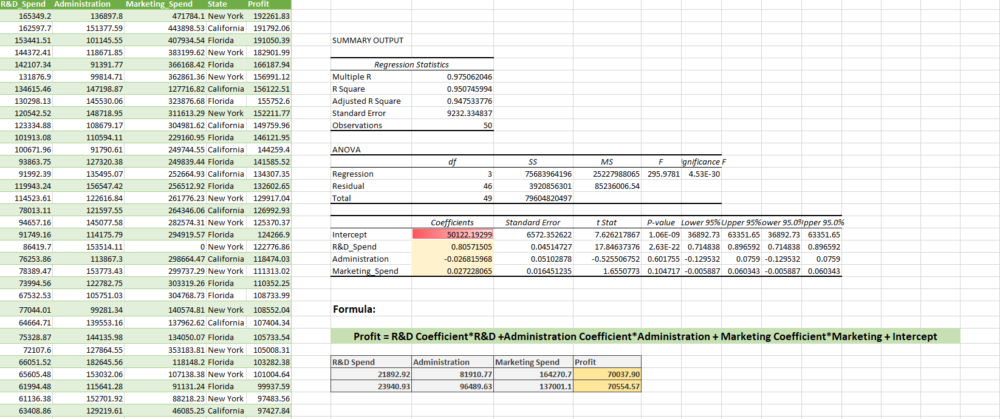 R&D_Spend Administration Marketing_Spend State Profit
165349.2 136897.8 471784.1 New York 192261.83
162597.7 151377.59 443898.53 California 191792.06
153441.51 101145.55 407934.54 Florida 191050.39
144372.41 118671.85 383199.62 New York 182901.99
142107.34 91391.77 366168.42 Florida 166187.94
131876.9 99814.71 362861.36 New York 156991.12
134615.46 147198.87 127716.82 California 156122.51
130298.13 145530.06 323876.68 Florida 155752.6
120542.52 148718.95 311613.29 New York 152211.77
123334.88 108679.17 304981.62 California 149759.96
101913.08 110594.11 229160.95 Florida 146121.95
100671.96 91790.61 249744.55 California 144259.4
93863.75 127320.38 249839.44 Florida 141585.52
91992.39 135495.07 252664.93 California 134307.35
119943.24 156547.42 256512.92 Florida 132602.65
114523.61 122616.84 261776.23 New York 129917.04
78013.11 121597.55 264346.06 California 126992.93
94657.16 145077.58 282574.31 New York 125370.37
91749.16 114175.79 294919.57 Florida 124266.9
86419.7 153514.11 0 New York 122776.86
76253.86 113867.3 298664.47 California 118474.03
78389.47 153773.43 299737.29 New York 111313.02
73994.56 122782.75 303319.26 Florida 110352.25
67532.53 105751.03 304768.73 Florida 108733.99
77044.01 99281.34 140574.81 New York 108552.04
64664.71 139553.16 137962.62 California 107404.34
75328.87 144135.98 134050.07 Florida 105733.54
72107.6 127864.55 353183.81 New York 105008.31
66051.52 182645.56 118148.2 Florida 103282.38
65605.48 153032.06 107138.38 New York 101004.64
61994.48 115641.28 91131.24 Florida 99937.59
61136.38 152701.92 88218.23 New York 97483.56
63408.86 129219.61 46085.25 California 97427.84
SUMMARY OUTPUT
Regression Statistics
Multiple R 0.975062046
R Square 0.950745994
Adjusted R Square 0.947533776
Standard Error 9232.334837
Observations 50
ANOVA
df SS MS F ignificance F
Regression 3 75683964196 25227988065 295.9781 4.53E-30
Residual 46 3920856301 85236006.54
Total 49 79604820497
Coefficients Standard Error t Stat P-value Lower 95% Upper 95% ower 95.0% pper 95.0%
Intercept 50122.19299 6572.352622 7.626217867 1.06E-09 36892.73 63351.65 36892.73 63351.65
R&D_Spend 0.80571505 0.04514727 17.84637376 2.63E-22 0.714838 0.896592 0.714838 0.896592
Administration -0.026815968 0.05102878 -0.525506752 0.601755 -0.129532 0.0759 -0.129532 0.0759
Marketing_Spend 0.027228065 0.016451235 1.6550773 0.104717 -0.005887 0.060343 -0.005887 0.060343
Formula:
Profit = R&D Coefficient*R&D +Administration Coefficient*Administration + Marketing Coefficient*Marketing + Intercept
R&D Spend Administration Marketing Spend Profit
21892.92 81910.77 164270.7 70037.90
23940.93 96489.63 137001.1 70554.57